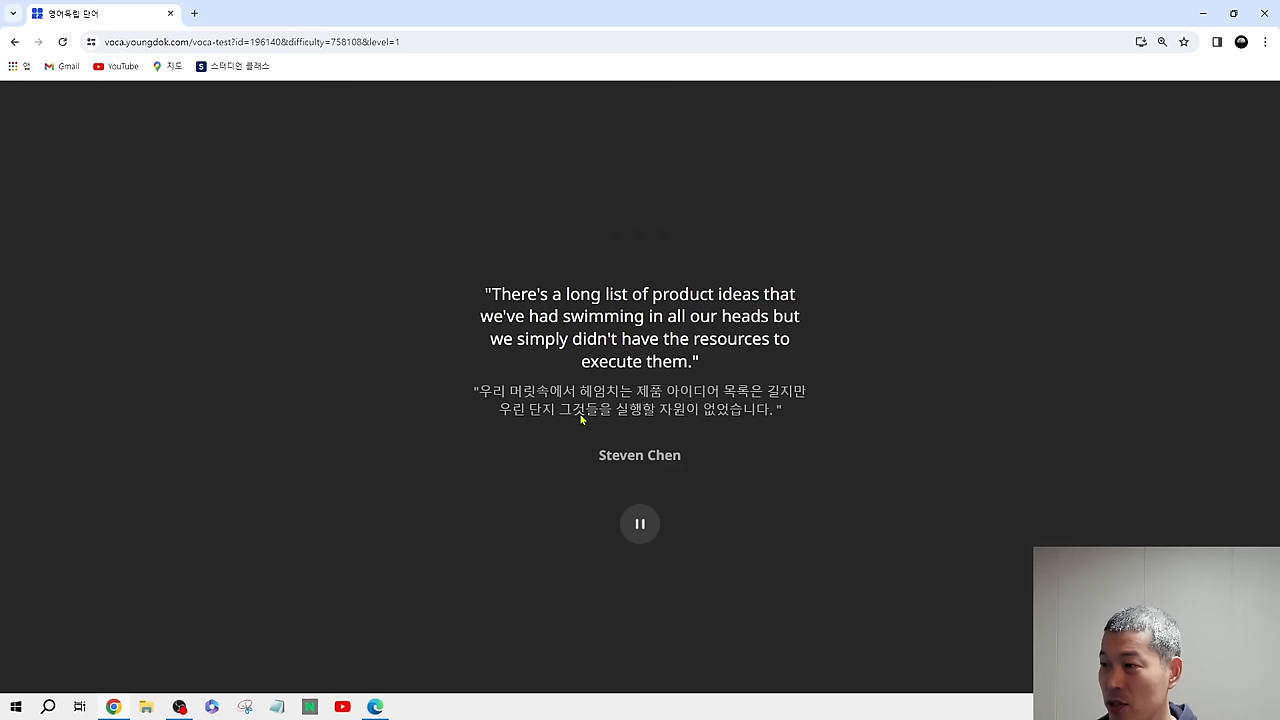 영어독립 단어
voca.youngdok.com/voca-test?id=196140&difficulty=758108&level=1
앱 Gmail YouTube 지도 스터디언 클래스
"There's a long list of product ideas that
we've had swimming in all our heads but
we simply didn't have the resources to
execute them."
"우리 머릿속에서 헤엄치는 제품 아이디어 목록은 길지만
우린 단지 그것들을 실행할 자원이 없었습니다. "
Steven Chen